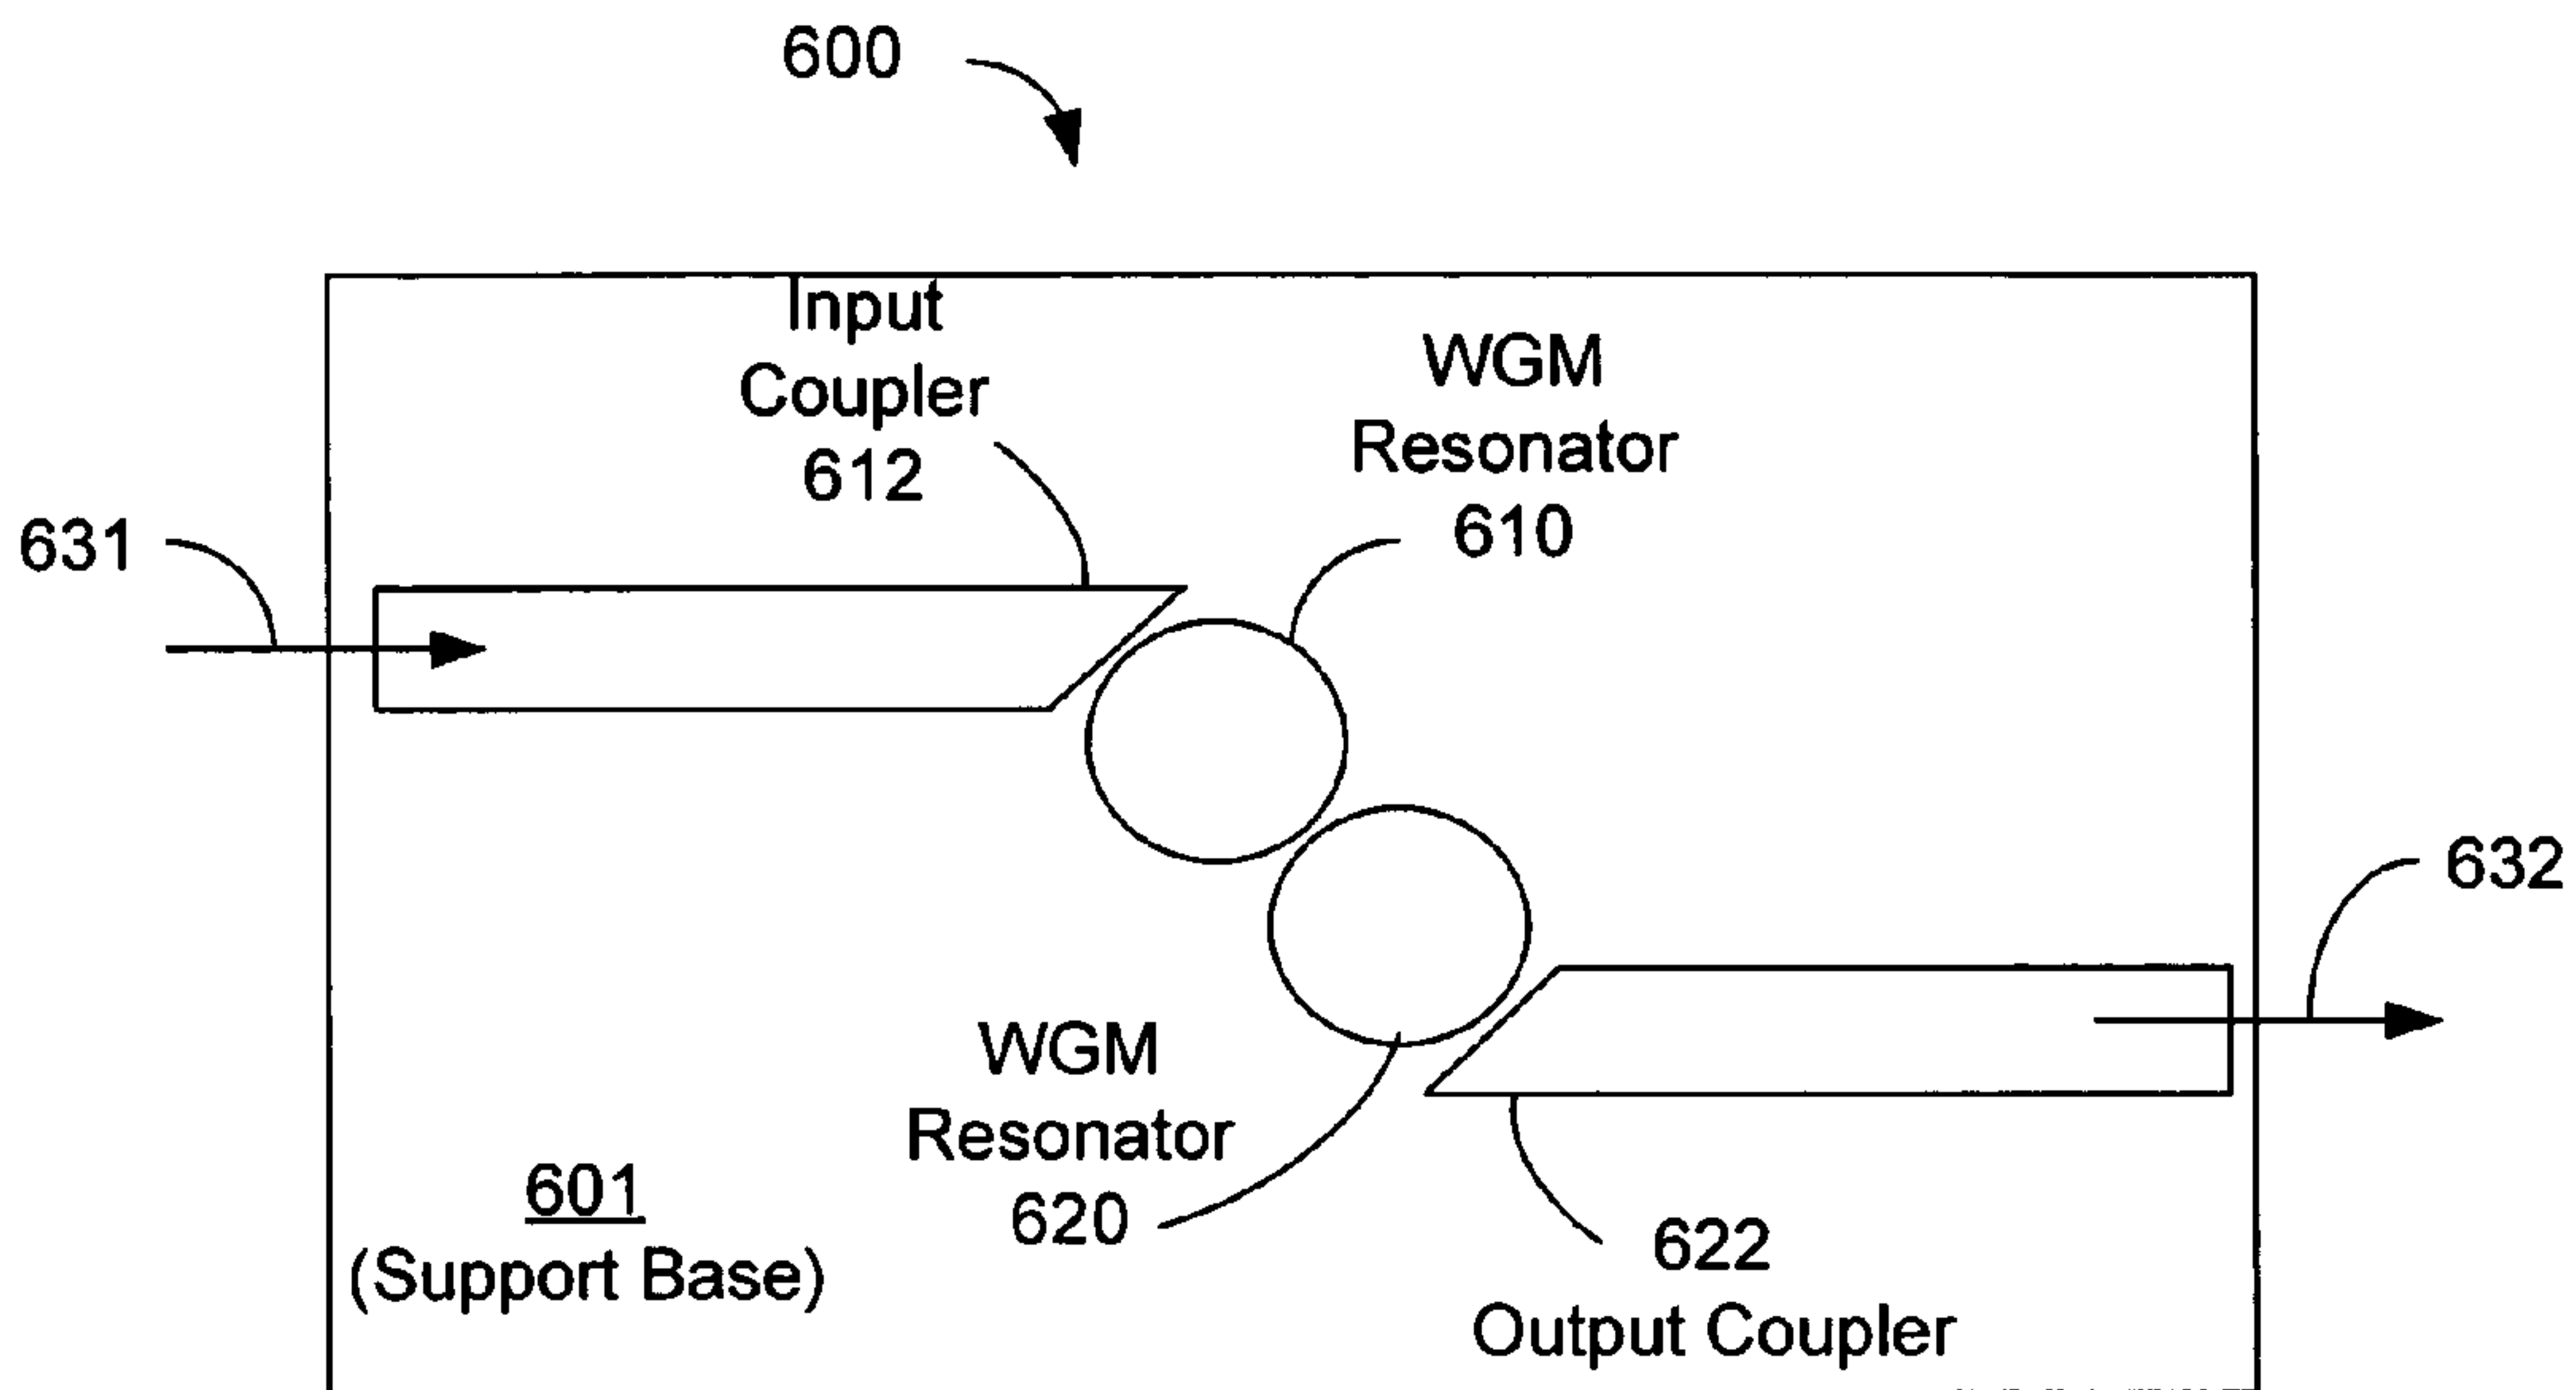 600
Input
Coupler
612
WGM
Resonator
610
631
632
WGM
Resonator
620
601
(Support Base)
622
Output Coupler